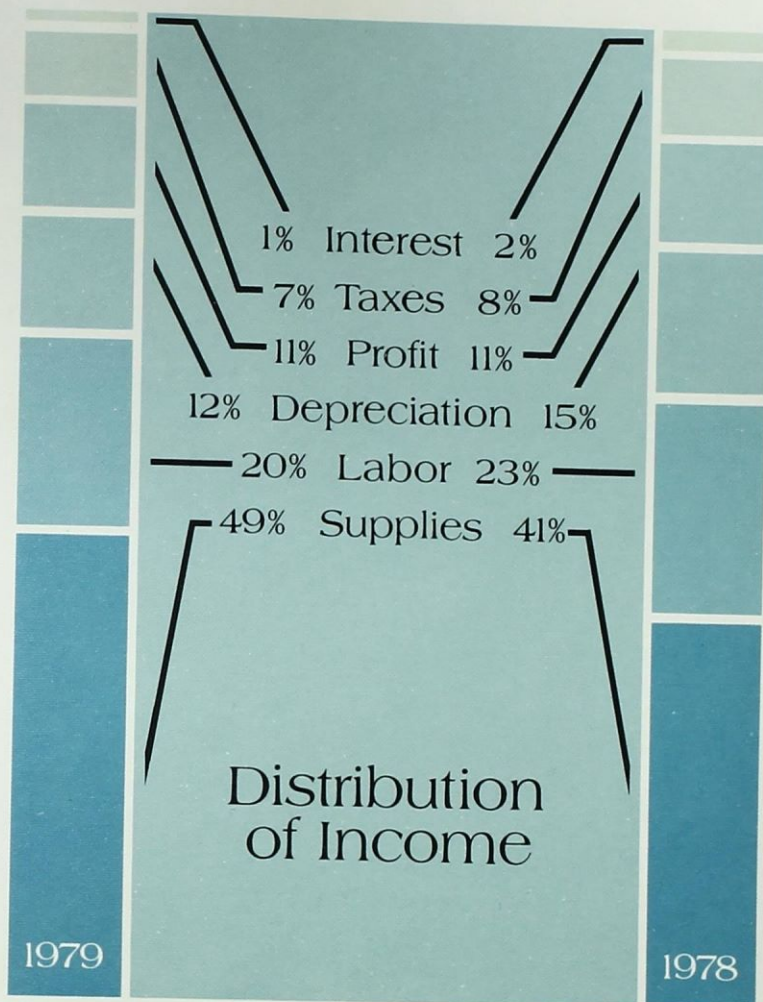 1% Interest 2%
7% Taxes 8%
11% Profit 11%
12% Depreciation 15%
20% Labor 23%
49% Supplies 41%
Distribution
of Income
1979
1978